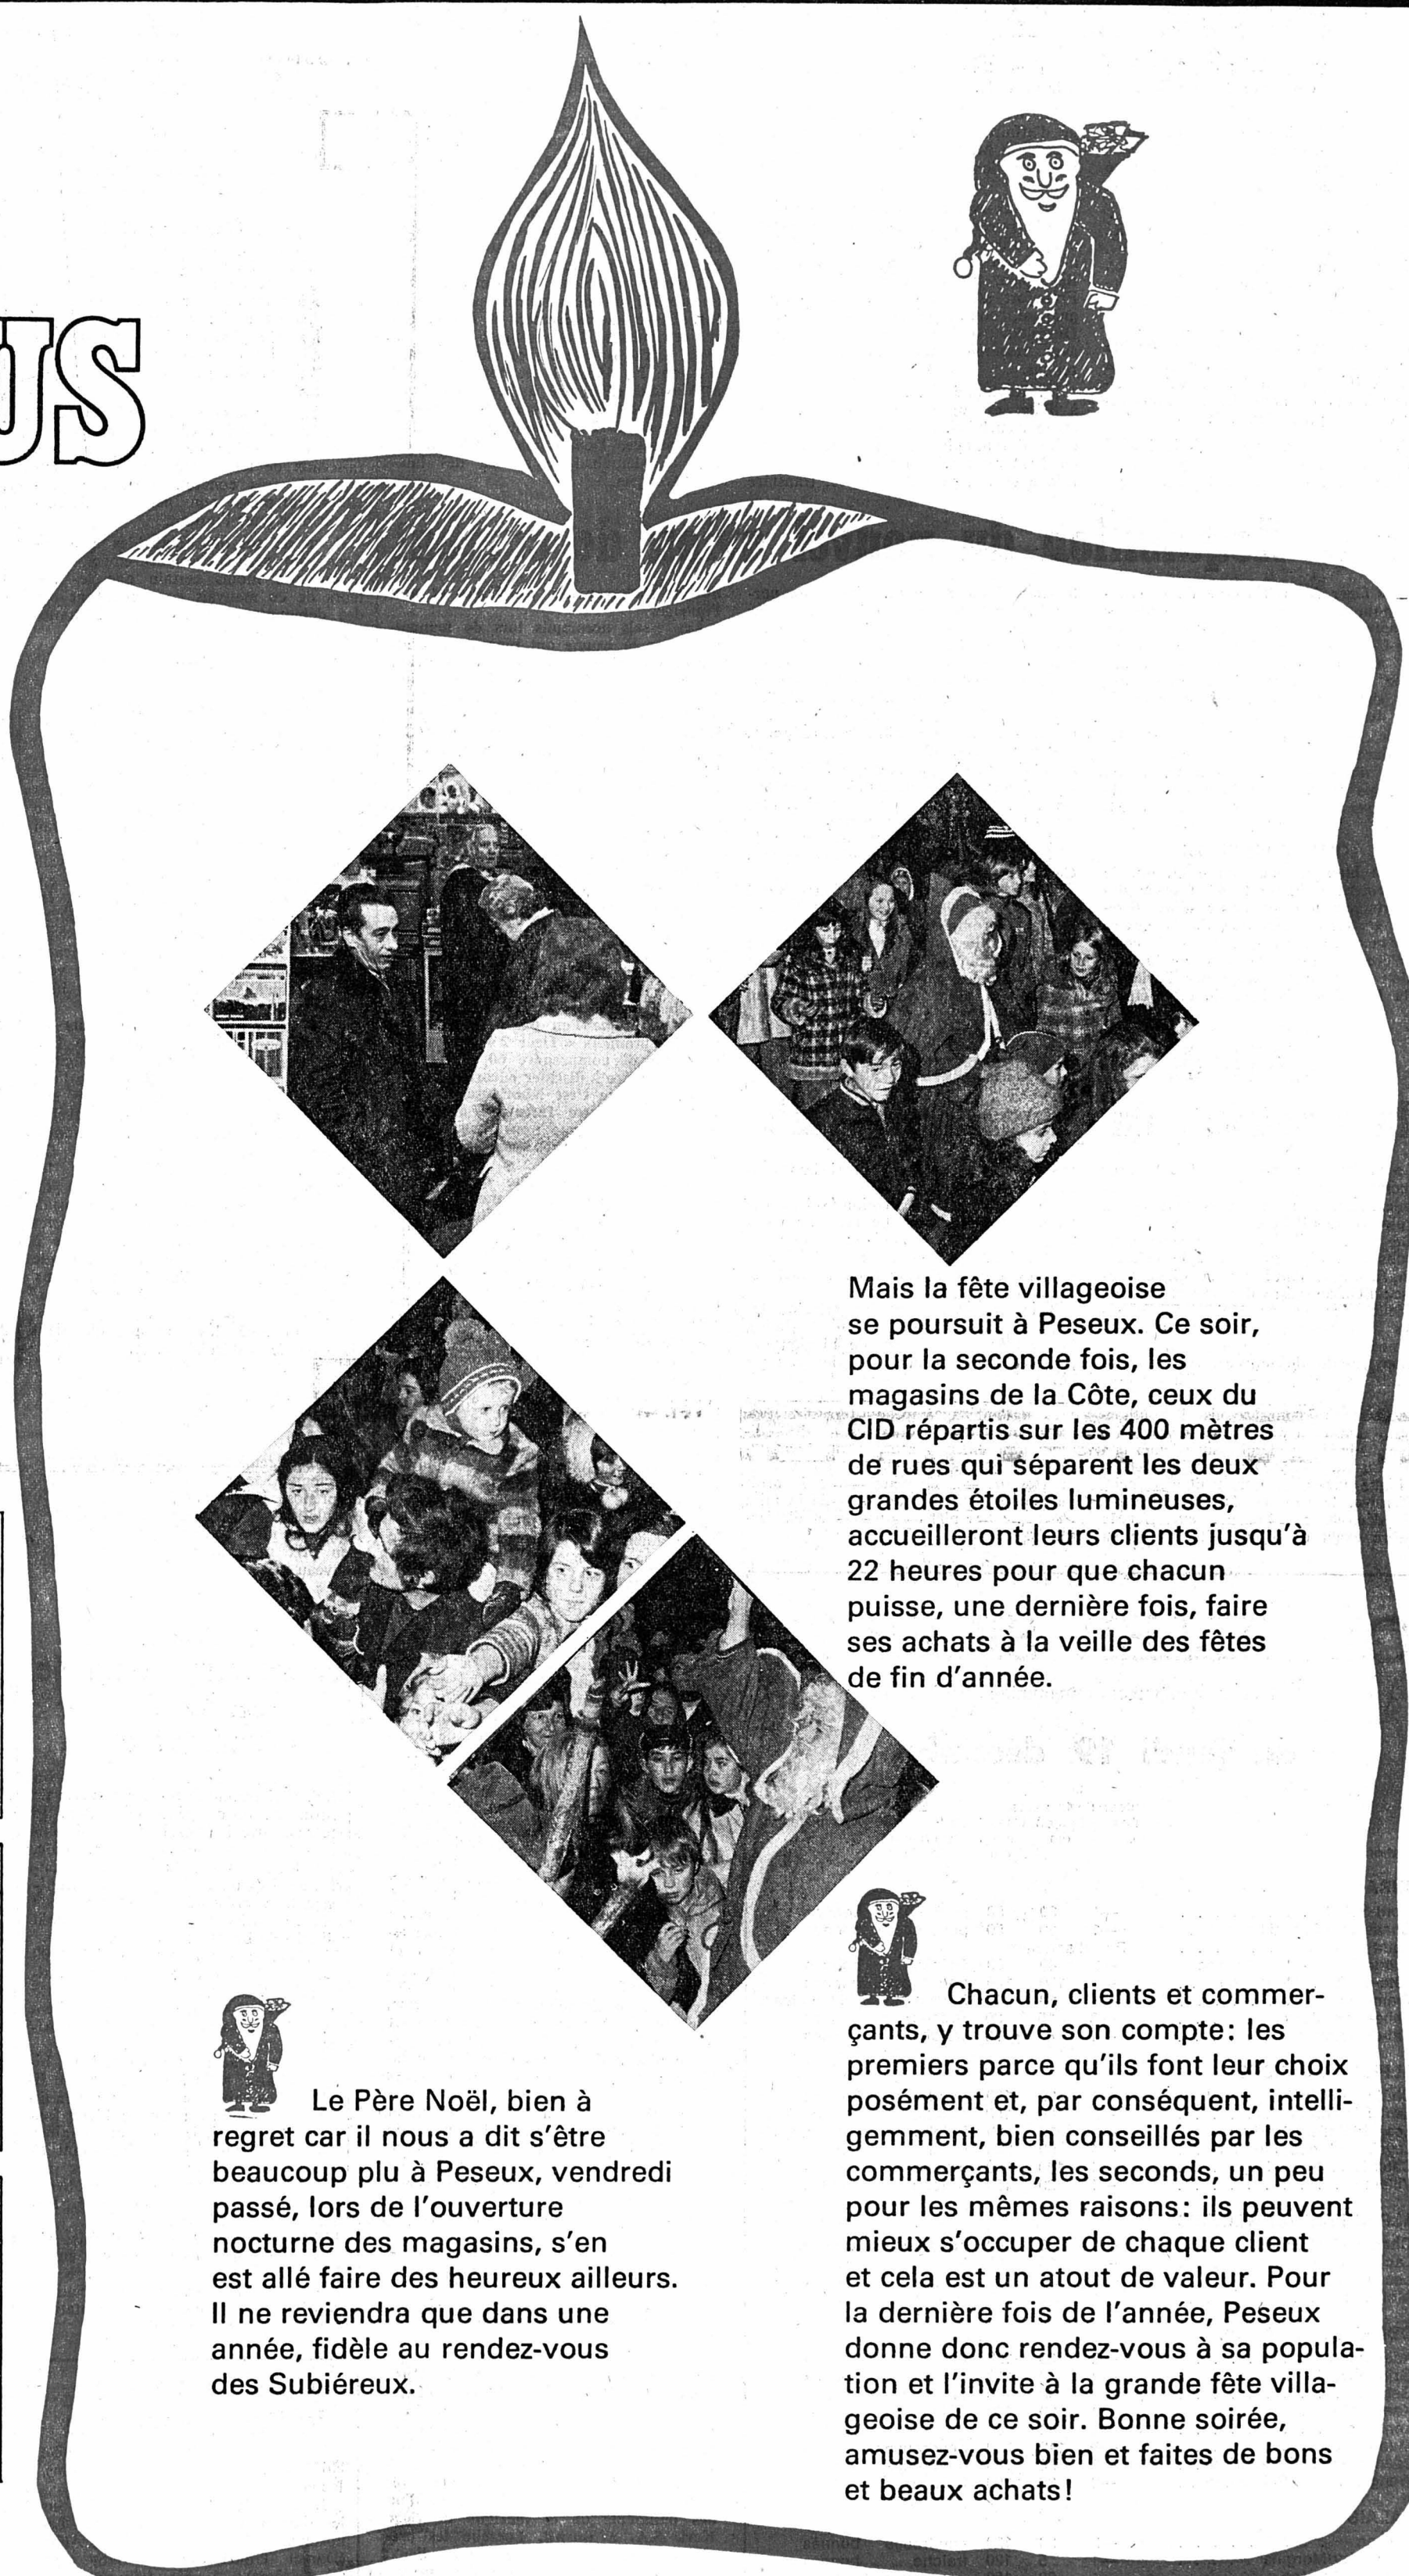 US
Le Père Noël, bien à
regret car il nous a dit s'être
beaucoup plu à Peseux, vendredi
passé, lors de l'ouverture
nocturne des magasins, s'en
est allé faire des heureux ailleurs.
Il ne reviendra que dans une
année, fidèle au rendez-vous
des Subiéreux.
Mais la fête villageoise
se poursuit à Peseux. Ce soir,
pour la seconde fois, les
magasins de la Côte, ceux du
CID répartis sur les 400 mètres
de rues qui séparent les deux
grandes étoiles lumineuses,
accueilleront leurs clients jusqu'à
22 heures pour que chacun
puisse, une dernière fois, faire
ses achats à la veille des fêtes
de fin d'année.
Chacun, clients et commer-
çants, y trouve son compte: les
premiers parce qu'ils font leur choix
posément et, par conséquent, intelli-
gemment, bien conseillés par les
commerçants, les seconds, un peu
pour les mêmes raisons: ils peuvent
mieux s'occuper de chaque client
et cela est un atout de valeur. Pour
la dernière fois de l'année, Peseux
donne donc rendez-vous à sa popula-
tion et l'invite à la grande fête villa-
geoise de ce soir. Bonne soirée,
amusez-vous bien et faites de bons
et beaux achats!